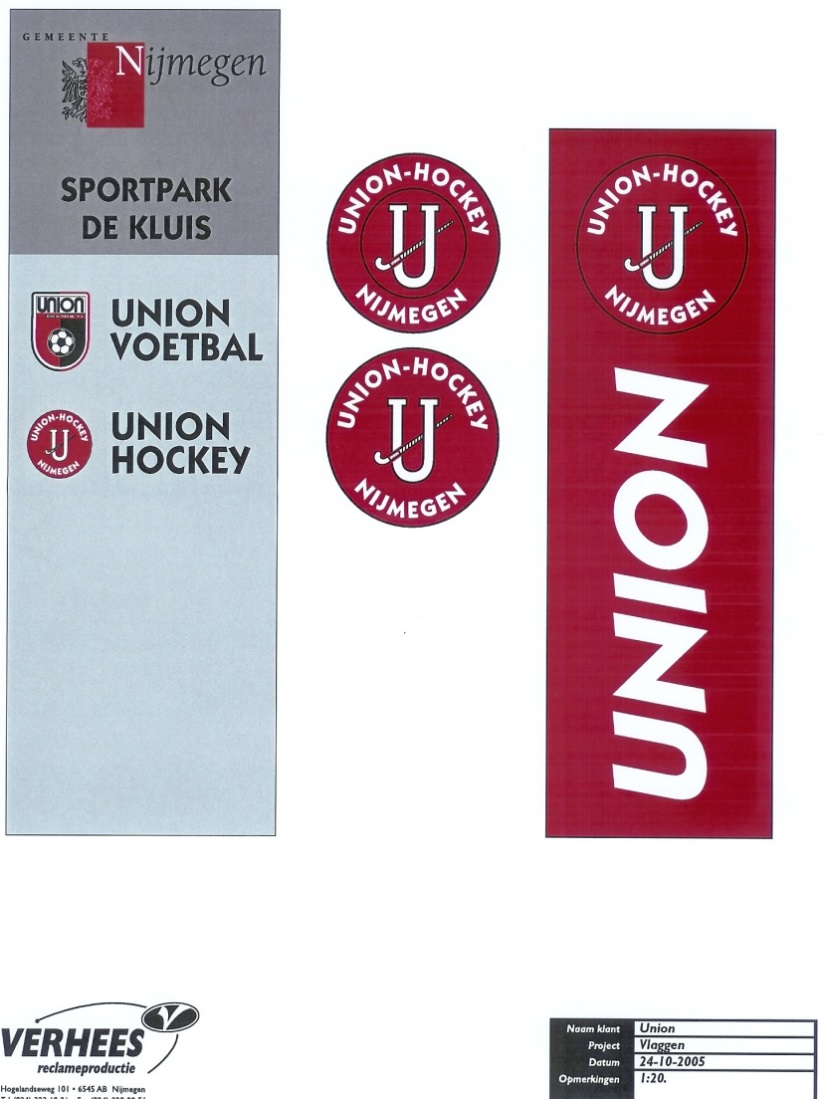 GEMEENTE
Nijmegen
SPORTPARK
DE KLUIS
UNION
UNION
VOETBAL
UNION-HOCKEY
U
NIJMEGEN
UNION
HOCKEY
UNION-HOCKEY
U
NIJMEGEN
UNION-HOCKEY
U
NIJMEGEN
UNION-HOCKEY
U
NIJMEGEN
UNION
VERHEES
reclameproductie
Hogelandseweg 101 • 6545 AB Nijmegen
Naam klant Union
Project Vlaggen
Datum 24-10-2005
Opmerkingen 1:20.